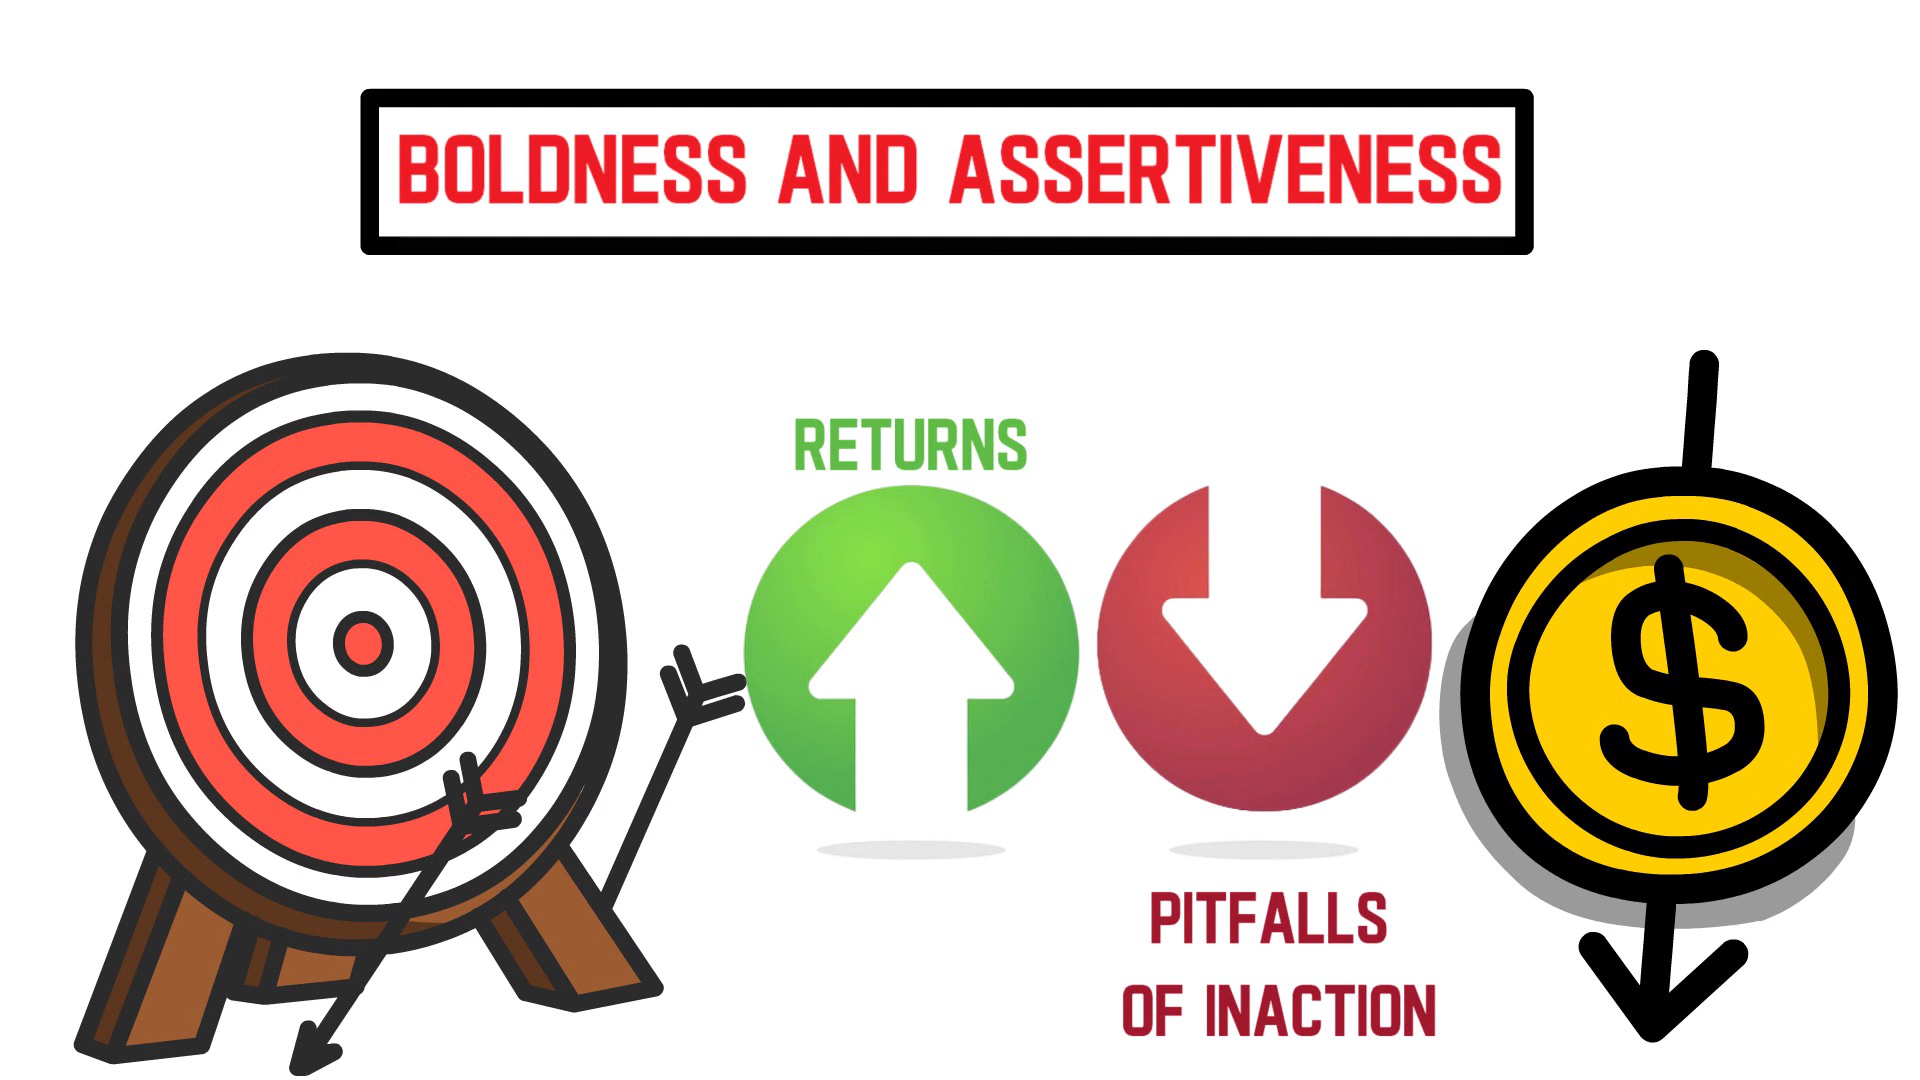 BOLDNESS AND ASSERTIVENESS
RETURNS
$
PITFALLS
OF INACTION